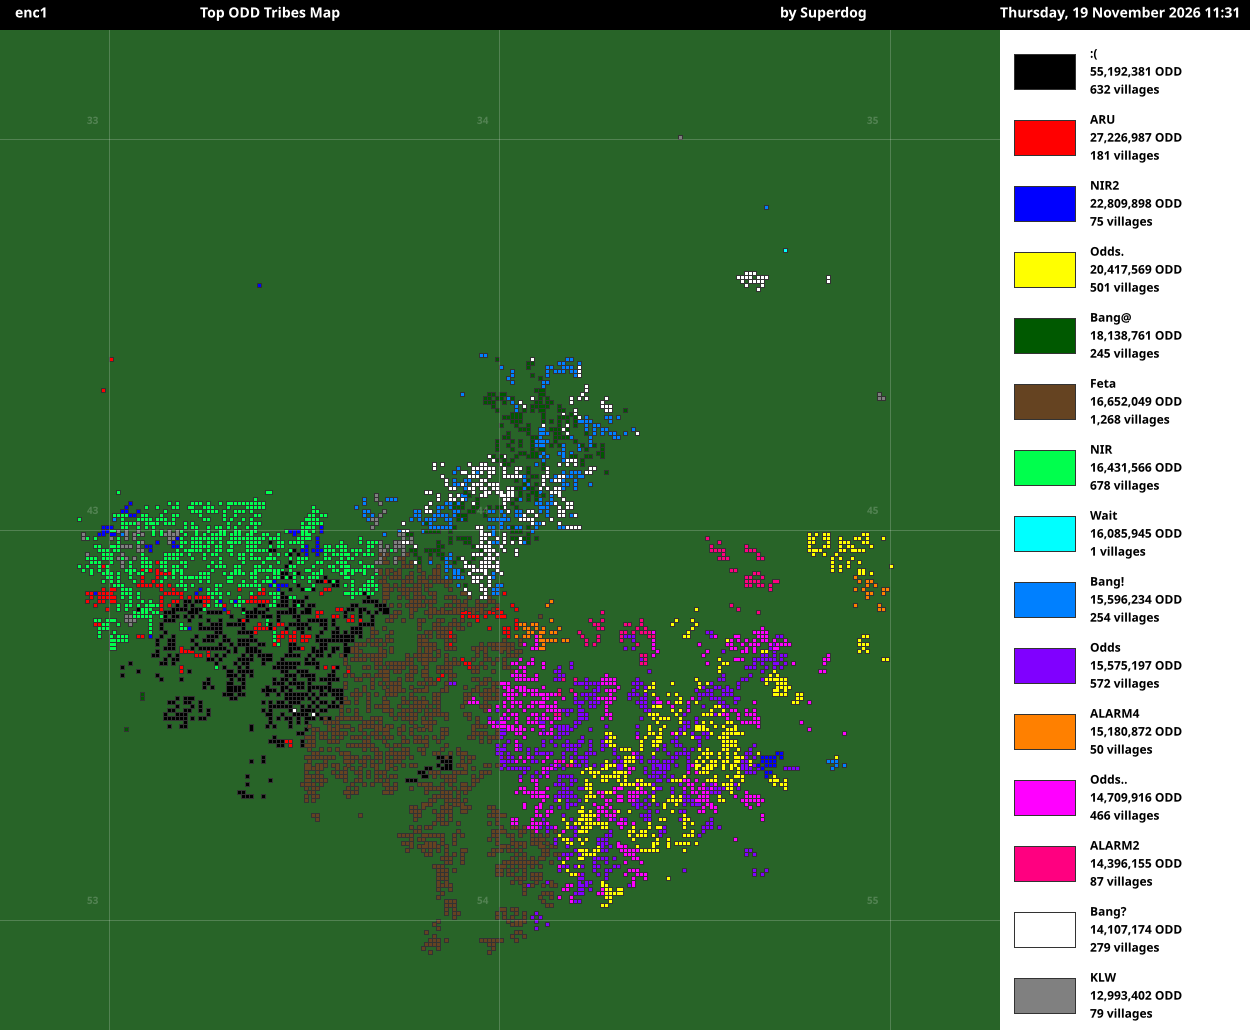 enc1 Top ODD Tribes Map by Superdog Thursday, 19 November 2026 11:31
33 34 35
43 44 45
53 54 55
:(
55,192,381 ODD
632 villages
ARU
27,226,987 ODD
181 villages
NIR2
22,809,898 ODD
75 villages
Odds.
20,417,569 ODD
501 villages
Bang@
18,138,761 ODD
245 villages
Feta
16,652,049 ODD
1,268 villages
NIR
16,431,566 ODD
678 villages
Wait
16,085,945 ODD
1 villages
Bang!
15,596,234 ODD
254 villages
Odds
15,575,197 ODD
572 villages
ALARM4
15,180,872 ODD
50 villages
Odds..
14,709,916 ODD
466 villages
ALARM2
14,396,155 ODD
87 villages
Bang?
14,107,174 ODD
279 villages
KLW
12,993,402 ODD
79 villages